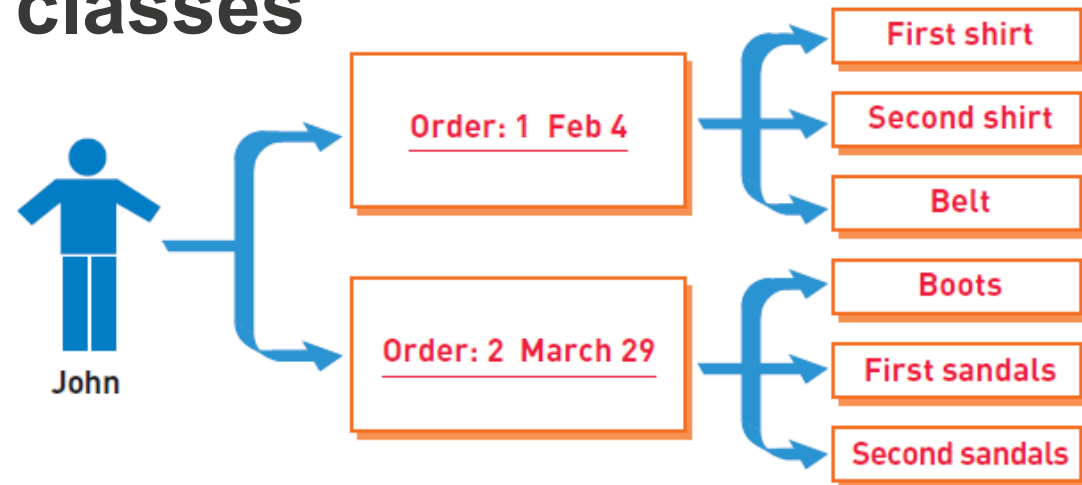 classes
First shirt
Order: 1 Feb 4
Second shirt
Belt
John
Order: 2 March 29
Boots
First sandals
Second sandals